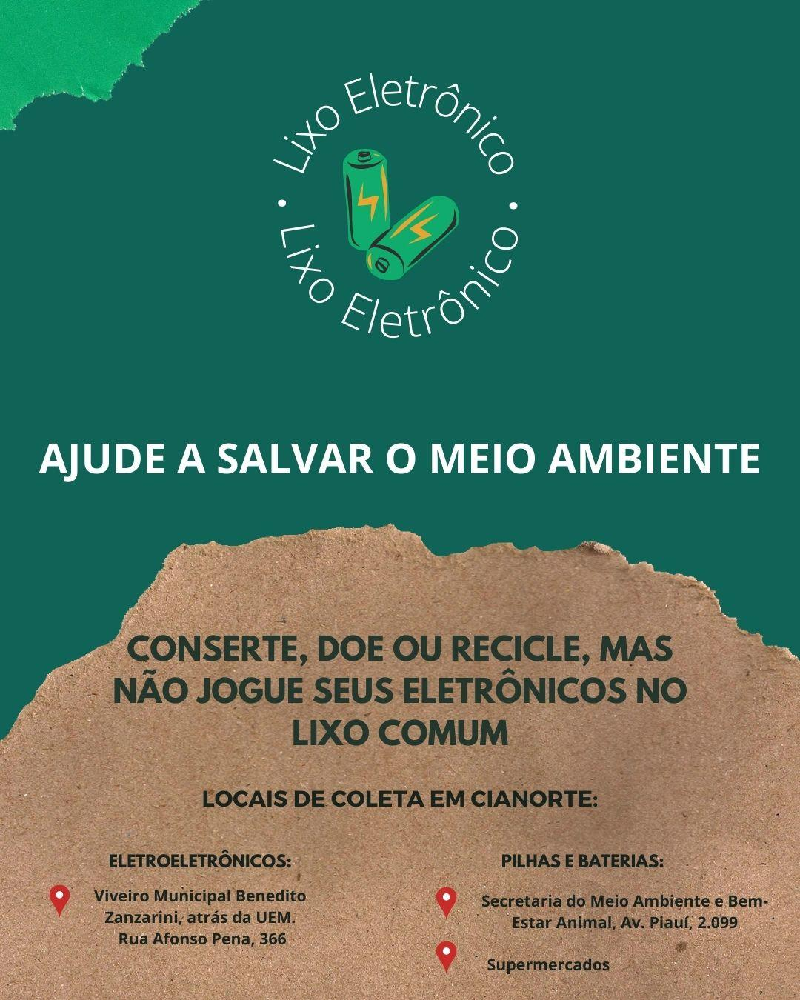 Lixo Eletrônico
• Lixo Eletrônico •
AJUDE A SALVAR O MEIO AMBIENTE
CONSERTE, DOE OU RECICLE, MAS
NÃO JOGUE SEUS ELETRÔNICOS NO
LIXO COMUM
LOCAIS DE COLETA EM CIANORTE:
ELETROELETRÔNICOS:
Viveiro Municipal Benedito
Zanzarini, atrás da UEM.
Rua Afonso Pena, 366
PILHAS E BATERIAS:
Secretaria do Meio Ambiente e Bem-
Estar Animal, Av. Piauí, 2.099
Supermercados